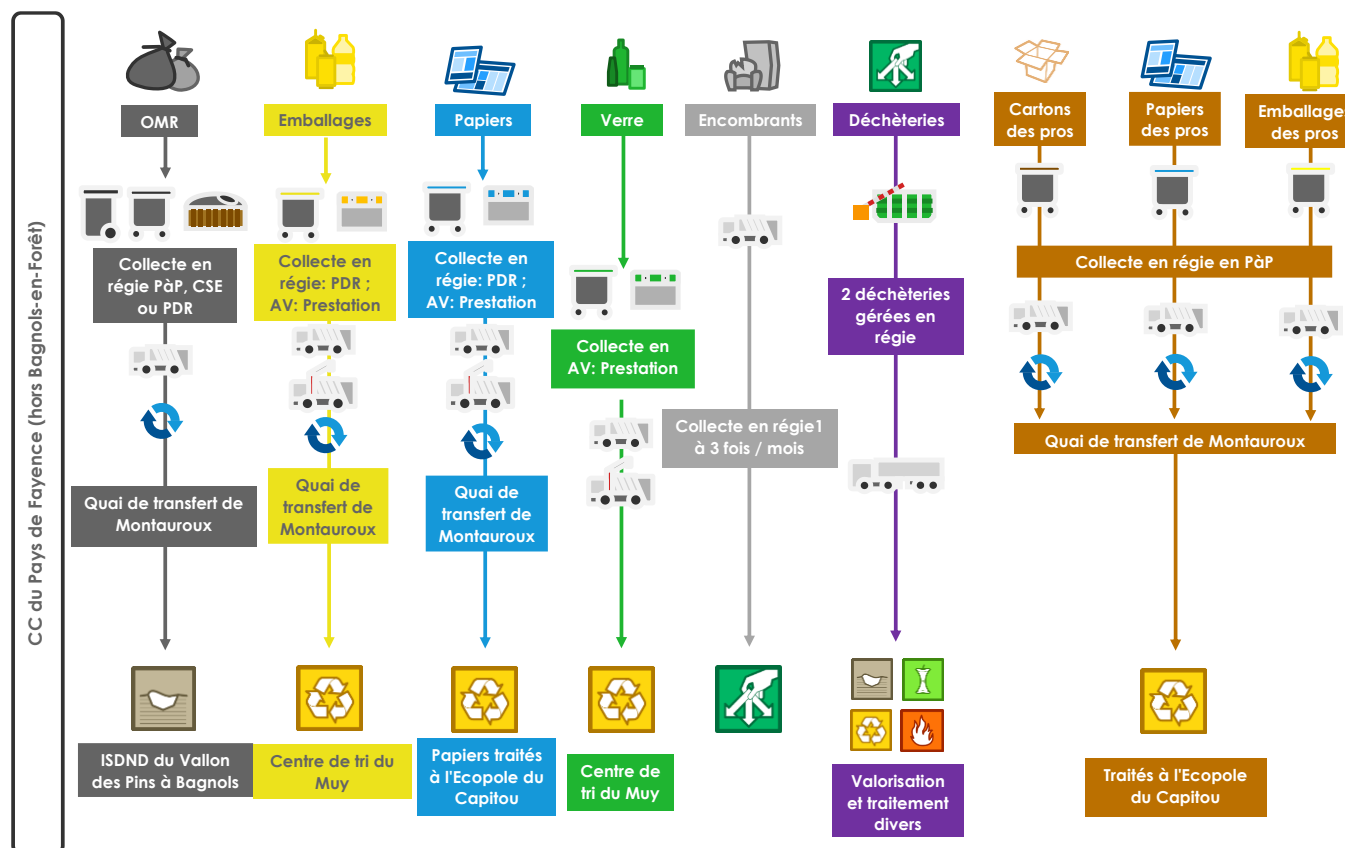 CC du Pays de Fayence (hors Bagnols-en-Forêt)
OMR
Collecte en
régie PàP, CSE
ou PDR
Quai de transfert de
Montauroux
ISDND du Vallon
des Pins à Bagnols
Emballages
Collecte en
régie: PDR ;
AV: Prestation
Quai de
transfert de
Montauroux
Centre de tri du
Muy
Papiers
Collecte en
régie: PDR ;
AV: Prestation
Quai de
transfert de
Montauroux
Papiers traités
à l'Ecopole du
Capitou
Verre
Collecte en
AV: Prestation
Centre de
tri du Muy
Encombrants
Collecte en régie1
à 3 fois / mois
Déchèteries
2 déchèteries
gérées en
régie
Valorisation
et traitement
divers
Cartons
des pros
Papiers
des pros
Emballages
des pros
Collecte en régie en PàP
Quai de transfert de Montauroux
Traités à l'Ecopole
du Capitou